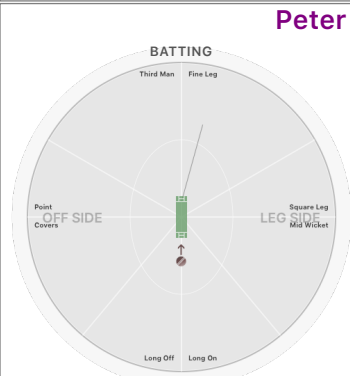 Peter
BATTING
Third Man Fine Leg
Point Square Leg
OFF SIDE LEG SIDE
Covers Mid Wicket
Long Off Long On